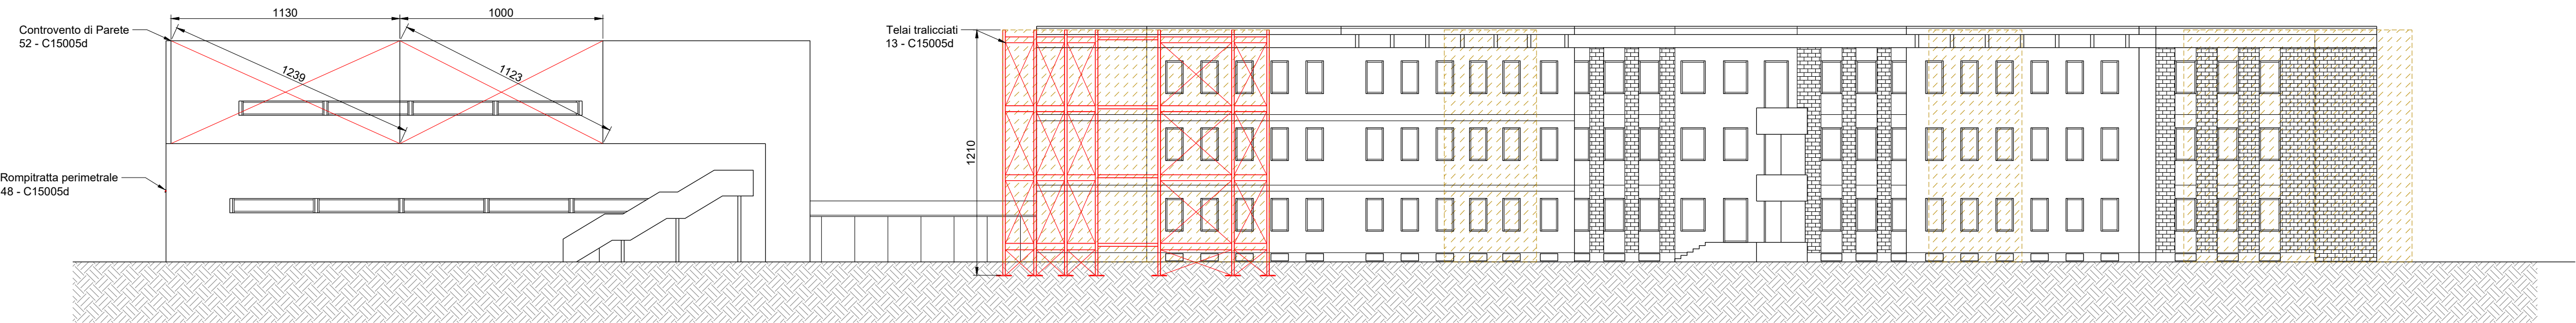 1130
1000
Controvento di Parete
52 - C15005d
1239
1123
Rompitratta perimetrale
48 - C15005d
Telai tralicciati
13 - C15005d
1210